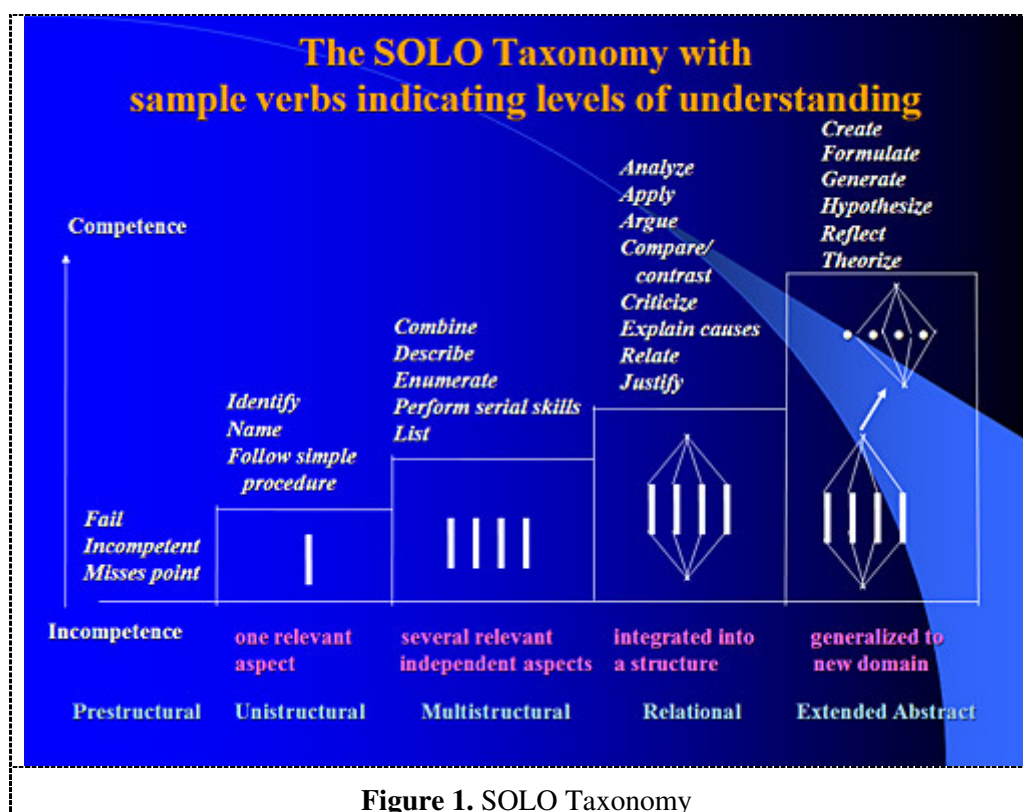 The SOLO Taxonomy with
sample verbs indicating levels of understanding
Competence
Incompetence
Fail
Incompetent
Misses point
Identify
Name
Follow simple
procedure
Combine
Describe
Enumerate
Perform serial skills
List
Analyze
Apply
Argue
Compare/
contrast
Criticize
Explain causes
Relate
Justify
Create
Formulate
Generate
Hypothesize
Reflect
Theorize
one relevant
aspect
several relevant
independent aspects
integrated into
a structure
generalized to
new domain
Prestructural
Unistructural
Multistructural
Relational
Extended Abstract
Figure 1. SOLO Taxonomy